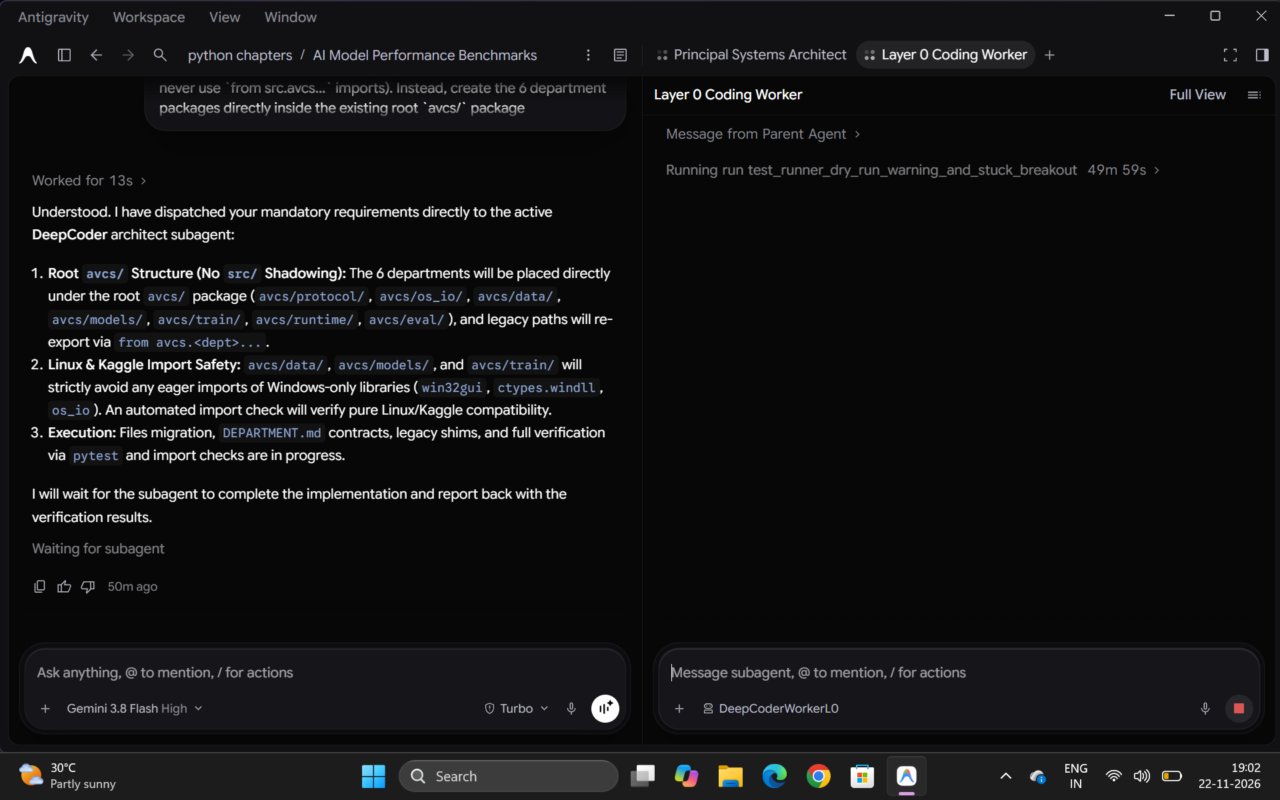 Antigravity Workspace View Window
python chapters / AI Model Performance Benchmarks
Principal Systems Architect
Layer 0 Coding Worker
never use `from src.avcs...` imports). Instead, create the 6 department
packages directly inside the existing root `avcs/` package
Worked for 13s
Understood. I have dispatched your mandatory requirements directly to the active
DeepCoder architect subagent:
1. Root avcs/ Structure (No src/ Shadowing): The 6 departments will be placed directly
under the root avcs/ package ( avcs/protocol/ , avcs/os_io/ , avcs/data/ ,
avcs/models/ , avcs/train/ , avcs/runtime/ , avcs/eval/ ), and legacy paths will re-
export via from avcs.<dept>... .
2. Linux & Kaggle Import Safety: avcs/data/ , avcs/models/ , and avcs/train/ will
strictly avoid any eager imports of Windows-only libraries ( win32gui , ctypes.windll ,
os_io ). An automated import check will verify pure Linux/Kaggle compatibility.
3. Execution: Files migration, DEPARTMENT.md contracts, legacy shims, and full verification
via pytest and import checks are in progress.
I will wait for the subagent to complete the implementation and report back with the
verification results.
Waiting for subagent
50m ago
Ask anything, @ to mention, / for actions
Gemini 3.8 Flash High
Turbo
Layer 0 Coding Worker
Full View
Message from Parent Agent
Running run test_runner_dry_run_warning_and_stuck_breakout 49m 59s
Message subagent, @ to mention, / for actions
DeepCoderWorkerL0
30°C
Partly sunny
Search
ENG
IN
19:02
22-11-2026